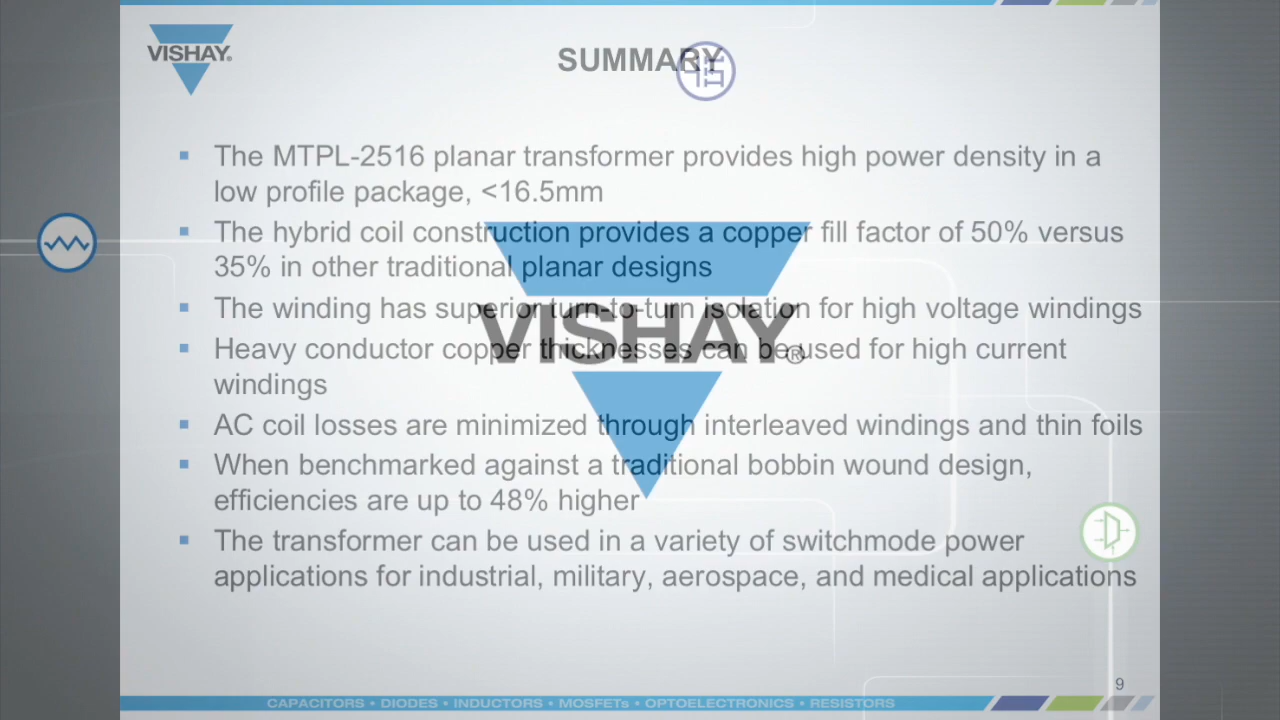 VISHAY®
SUMMARY
The MTPL-2516 planar transformer provides high power density in a
low profile package, <16.5mm
The hybrid coil construction provides a copper fill factor of 50% versus
35% in other traditional planar designs
The winding has superior turn-to-turn isolation for high voltage windings
VISHAY®
Heavy conductor copper thicknesses can be used for high current
windings
AC coil losses are minimized through interleaved windings and thin foils
When benchmarked against a traditional bobbin wound design,
efficiencies are up to 48% higher
The transformer can be used in a variety of switchmode power
applications for industrial, military, aerospace, and medical applications
9
CAPACITORS • DIODES • INDUCTORS • MOSFETs • OPTOELECTRONICS • RESISTORS